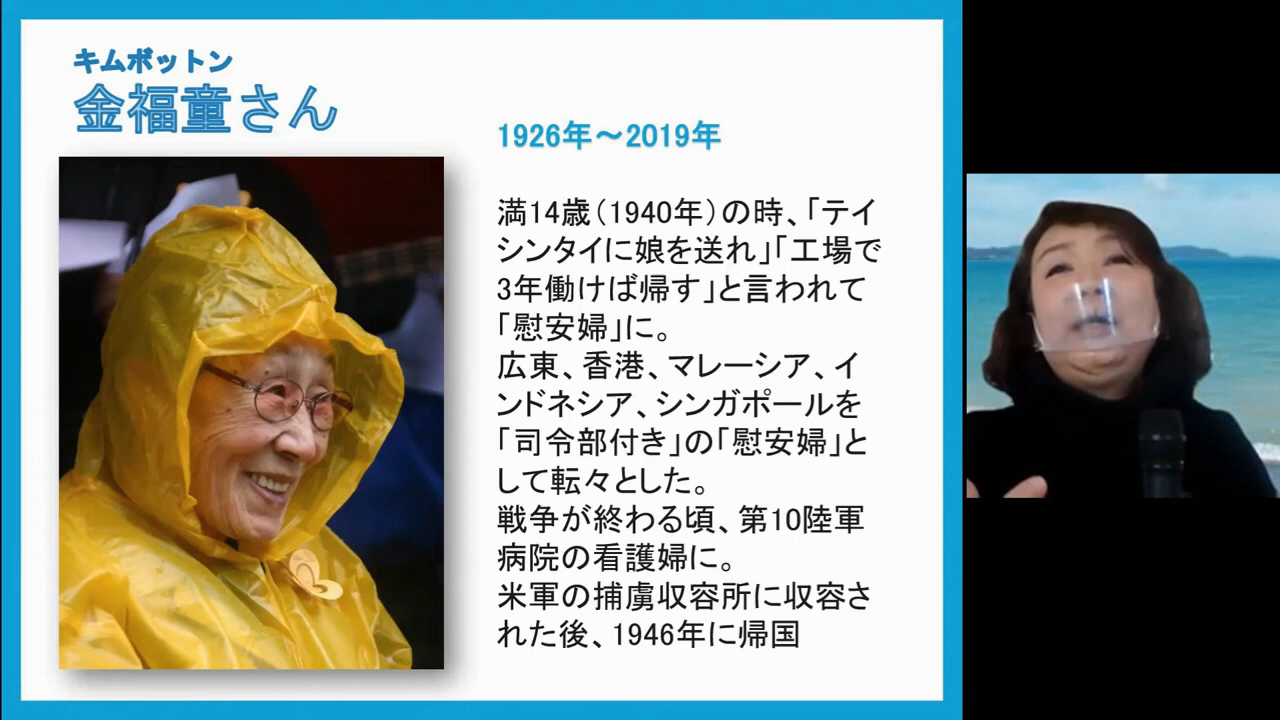 キムボットン
金福童さん
1926年～2019年
満14歳（1940年）の時、「テイ
シンタイに娘を送れ」「工場で
3年働けば帰す」と言われて
「慰安婦」に。
広東、香港、マレーシア、イ
ンドネシア、シンガポールを
「司令部付き」の「慰安婦」と
して転々とした。
戦争が終わる頃、第10陸軍
病院の看護婦に。
米軍の捕虜収容所に収容さ
れた後、1946年に帰国